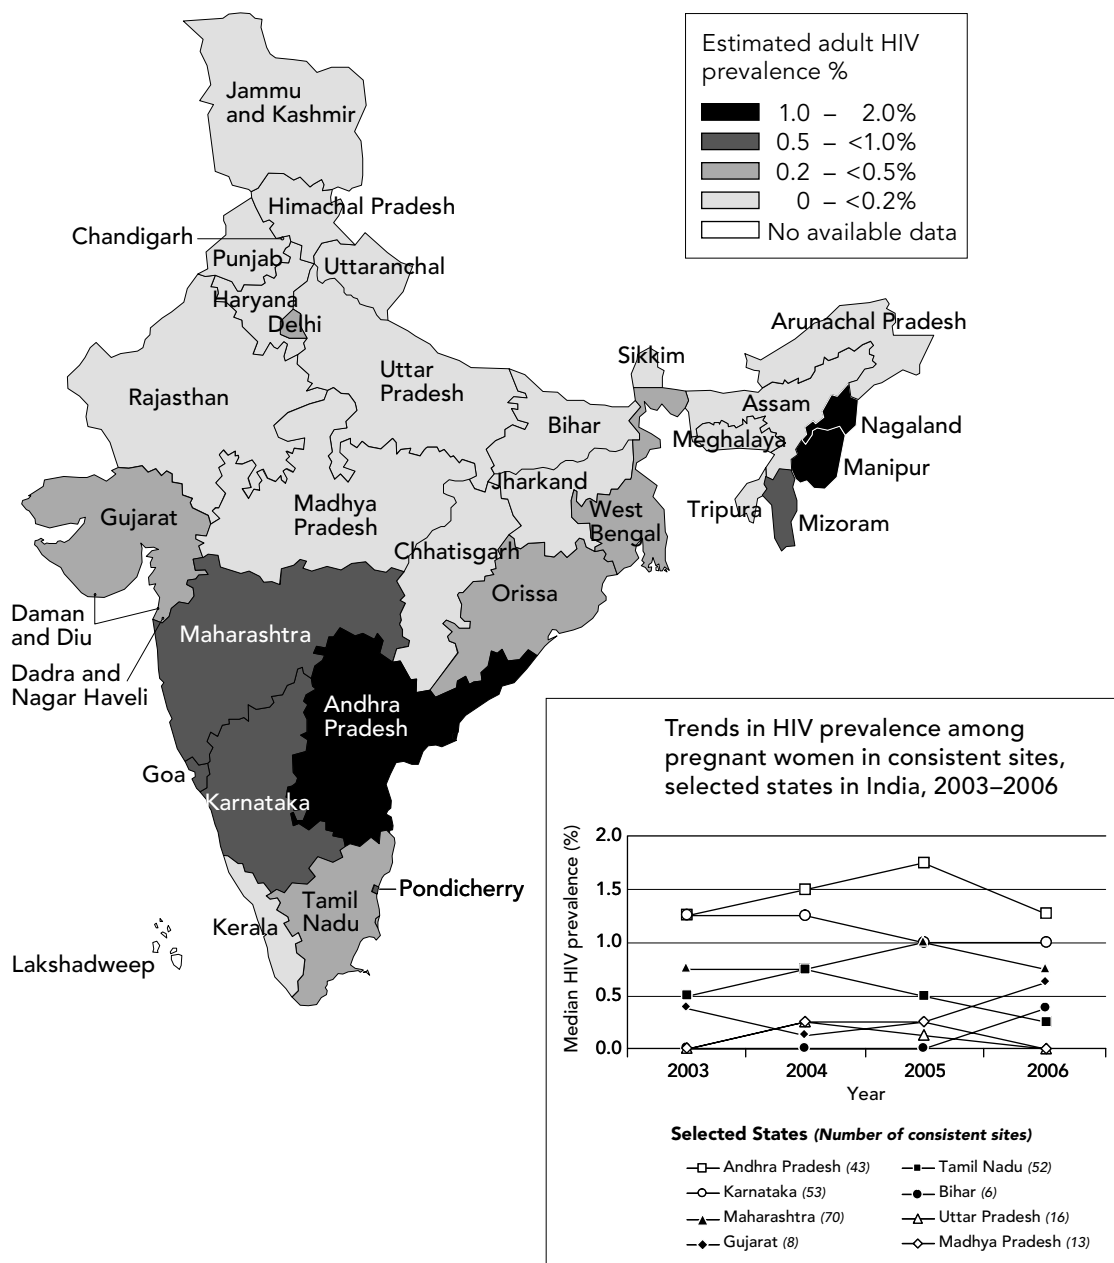 Estimated adult HIV
prevalence %
1.0 – 2.0%
0.5 – <1.0%
0.2 – <0.5%
0 – <0.2%
No available data
Jammu
and Kashmir
Himachal Pradesh
Chandigarh
Punjab
Uttaranchal
Haryana
Delhi
Arunachal Pradesh
Sikkim
Uttar
Pradesh
Rajasthan
Assam
Bihar
Nagaland
Meghalaya
Manipur
Jharkand
Madhya
Pradesh
Gujarat
West
Bengal
Tripura
Mizoram
Chhatisgarh
Orissa
Daman
and Diu
Maharashtra
Dadra and
Nagar Haveli
Andhra
Pradesh
Goa
Karnataka
Pondicherry
Tamil
Nadu
Kerala
Lakshadweep
Trends in HIV prevalence among
pregnant women in consistent sites,
selected states in India, 2003–2006
Median HIV prevalence (%)
2.0
1.5
1.0
0.5
0.0
2003 2004 2005 2006
Year
Selected States (Number of consistent sites)
Andhra Pradesh (43) Tamil Nadu (52)
Karnataka (53) Bihar (6)
Maharashtra (70) Uttar Pradesh (16)
Gujarat (8) Madhya Pradesh (13)